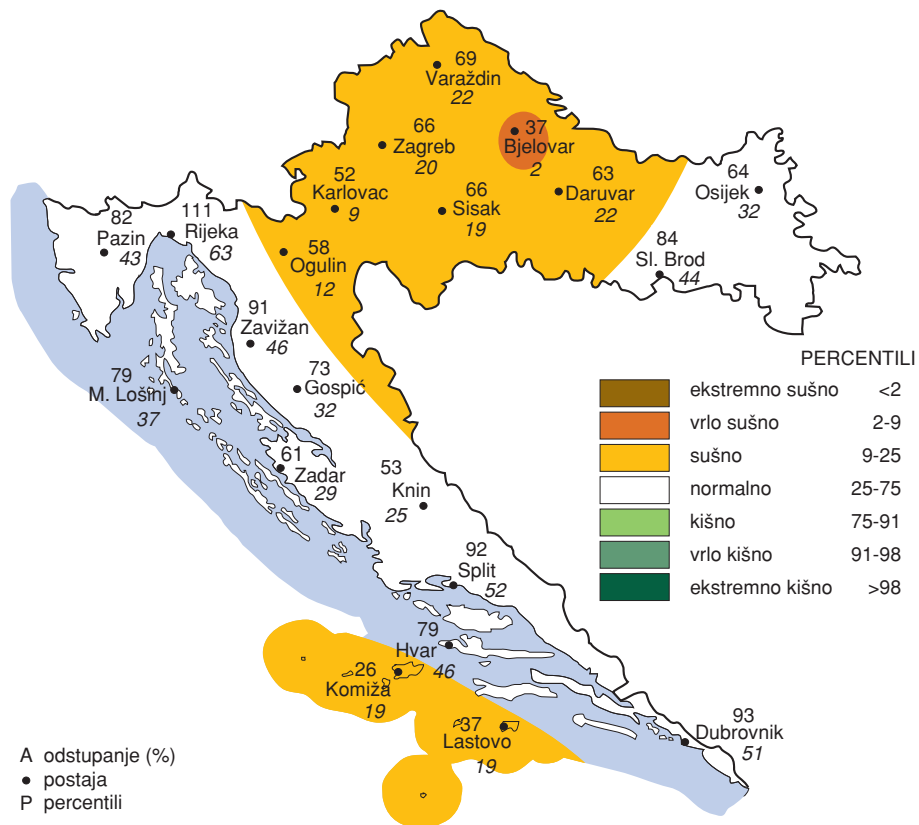 69
Varaždin
22
66
Zagreb
20
37
Bjelovar
2
52
Karlovac
9
66
Sisak
19
63
Daruvar
22
64
Osijek
32
84
Sl. Brod
44
82
Pazin
43
111
Rijeka
63
58
Ogulin
12
91
Zavižan
46
73
Gospić
32
79
M. Lošinj
37
61
Zadar
29
53
Knin
25
92
Split
52
79
Hvar
46
26
Komiža
19
37
Lastovo
19
93
Dubrovnik
51
PERCENTILI
ekstremno sušno <2
vrlo sušno 2-9
sušno 9-25
normalno 25-75
kišno 75-91
vrlo kišno 91-98
ekstremno kišno >98
A odstupanje (%)
postaja
P percentili